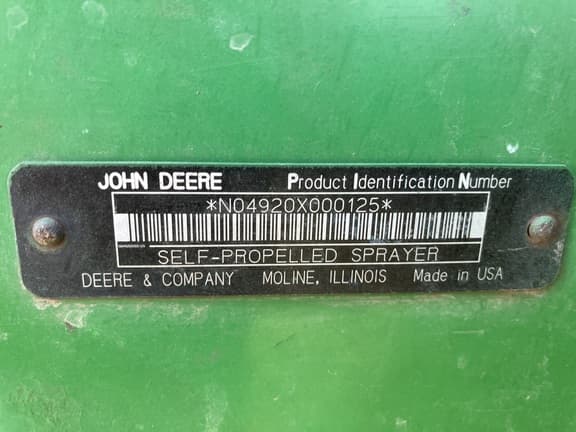 JOHN DEERE Product Identification Number
*N04920X000125*
SELF-PROPELLED SPRAYER
DEERE & COMPANY MOLINE, ILLINOIS Made in USA